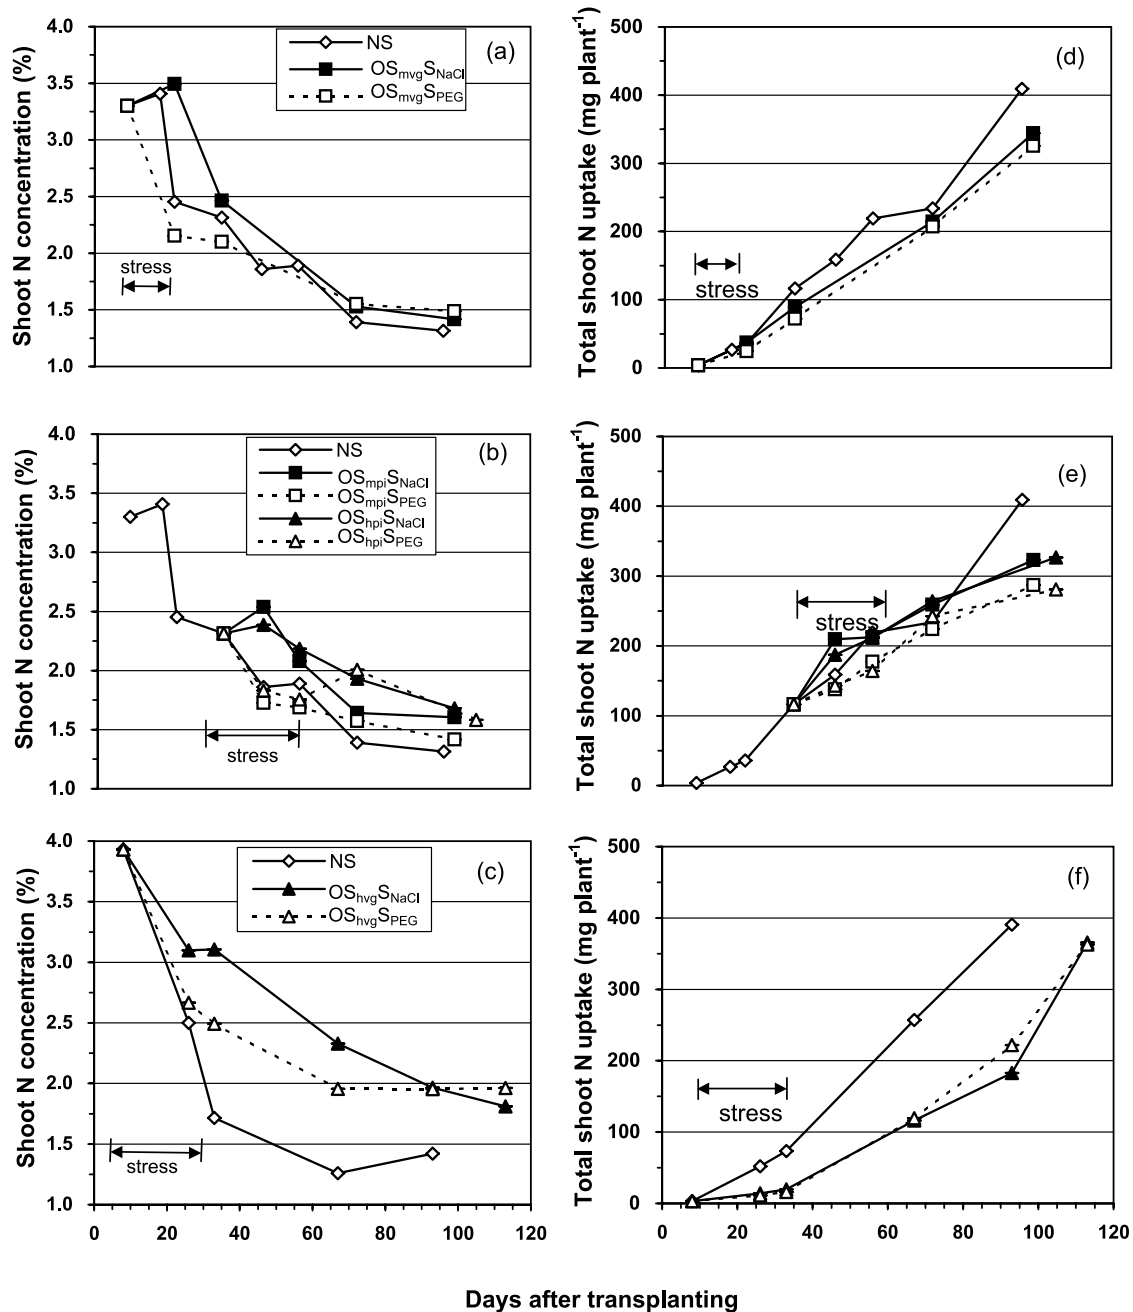 Shoot N concentration (%)
4.0
3.5
3.0
2.5
2.0
1.5
1.0
(a)
NS
OSmvgSNaCl
OSmvgSPEG
stress
Total shoot N uptake (mg plant-1)
500
400
300
200
100
0
(d)
stress
Shoot N concentration (%)
4.0
3.5
3.0
2.5
2.0
1.5
1.0
(b)
NS
OSmpiSNaCl
OSmpiSPEG
OShpiSNaCl
OShpiSPEG
stress
Total shoot N uptake (mg plant-1)
500
400
300
200
100
0
(e)
stress
Shoot N concentration (%)
4.0
3.5
3.0
2.5
2.0
1.5
1.0
(c)
NS
OShvgSNaCl
OShvgSPEG
stress
0 20 40 60 80 100 120
Total shoot N uptake (mg plant-1)
500
400
300
200
100
0
(f)
stress
0 20 40 60 80 100 120
Days after transplanting